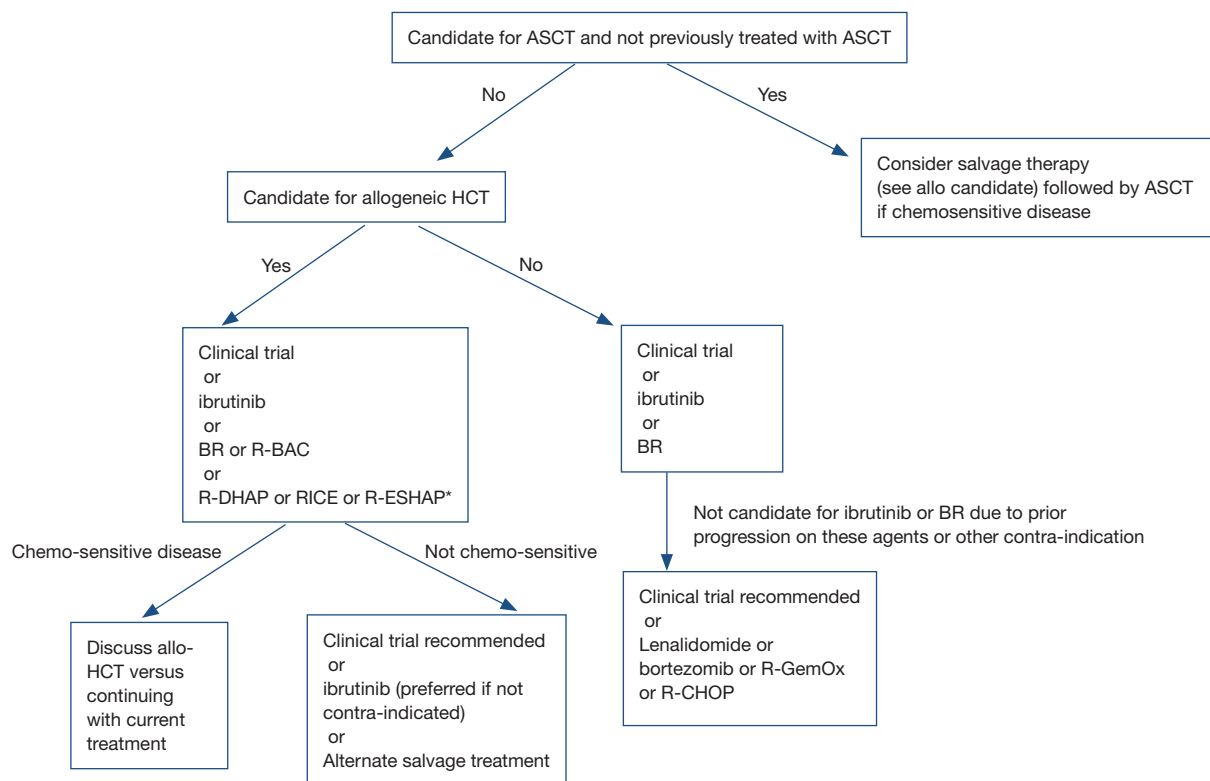 Candidate for ASCT and not previously treated with ASCT
No
Yes
Consider salvage therapy
(see allo candidate) followed by ASCT
if chemosensitive disease
Candidate for allogeneic HCT
Yes
No
Clinical trial
or
ibrutinib
or
BR or R-BAC
or
R-DHAP or RICE or R-ESHAP*
Clinical trial
or
ibrutinib
or
BR
Not candidate for ibrutinib or BR due to prior
progression on these agents or other contra-indication
Chemo-sensitive disease
Not chemo-sensitive
Discuss allo-
HCT versus
continuing
with current
treatment
Clinical trial recommended
or
ibrutinib (preferred if not
contra-indicated)
or
Alternate salvage treatment
Clinical trial recommended
or
Lenalidomide or
bortezomib or R-GemOx
or R-CHOP